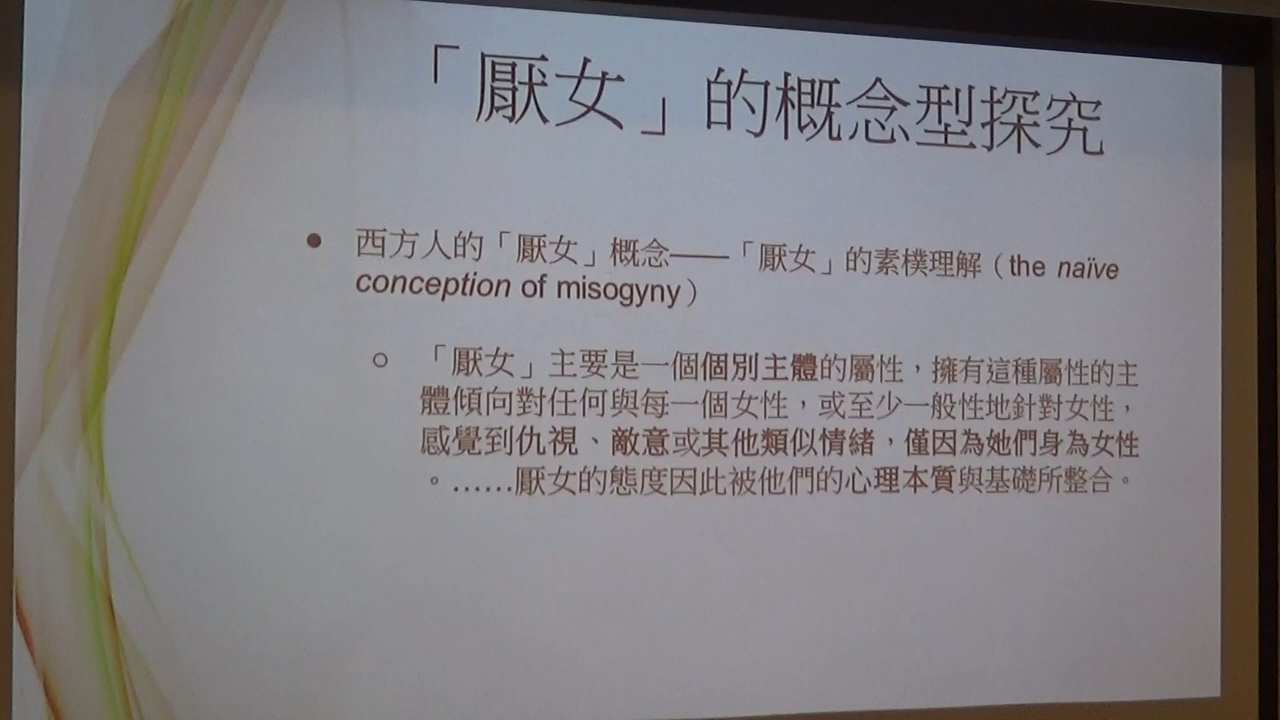 「厭女」的概念型探究
• 西方人的「厭女」概念——「厭女」的素樸理解（the naïve
conception of misogyny）
○ 「厭女」主要是一個個別主體的屬性，擁有這種屬性的主
體傾向對任何與每一個女性，或至少一般性地針對女性，
感覺到仇視、敵意或其他類似情緒，僅因為她們身為女性
。……厭女的態度因此被他們的心理本質與基礎所整合。